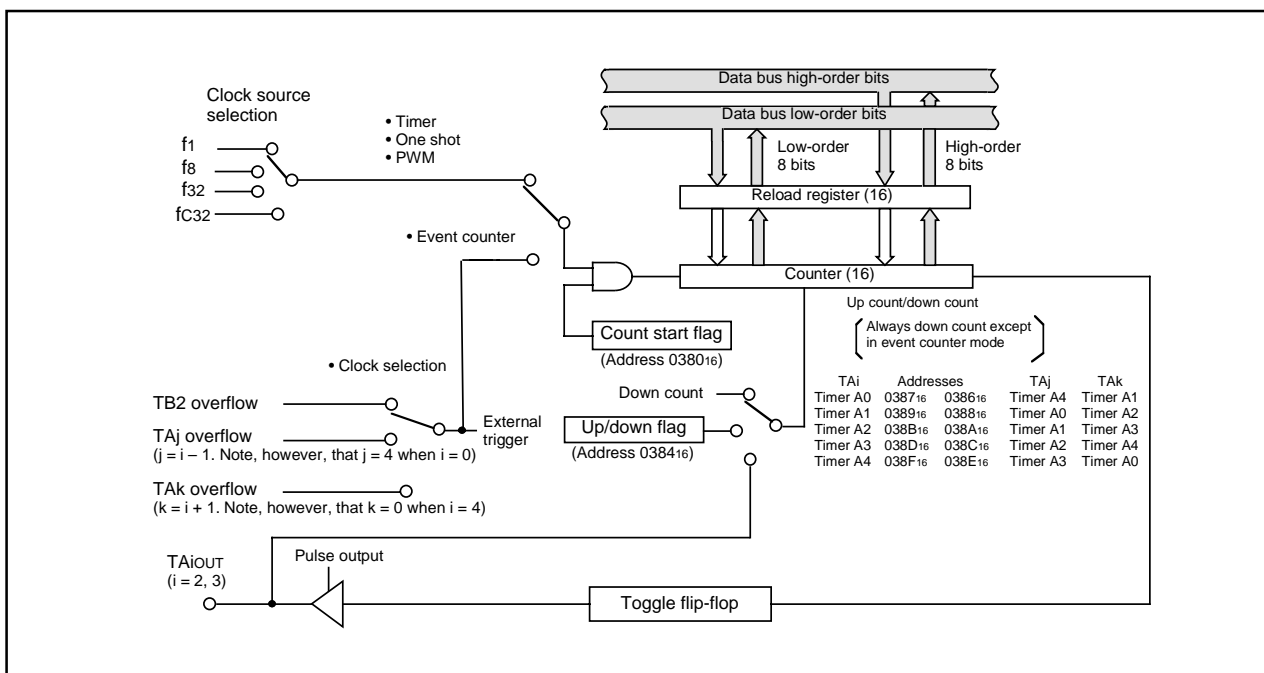 Data bus high-order bits
Data bus low-order bits
Clock source
selection
f1
f8
f32
fC32
• Timer
• One shot
• PWM
Low-order
8 bits
High-order
8 bits
Reload register (16)
• Event counter
Counter (16)
Up count/down count
Always down count except
in event counter mode
Count start flag
(Address 038016)
• Clock selection
TB2 overflow
TAj overflow
(j = i – 1. Note, however, that j = 4 when i = 0)
External
trigger
TAk overflow
(k = i + 1. Note, however, that k = 0 when i = 4)
Down count
Up/down flag
(Address 038416)
TAi Addresses TAj TAk
Timer A0 038716 038616 Timer A4 Timer A1
Timer A1 038916 038816 Timer A0 Timer A2
Timer A2 038B16 038A16 Timer A1 Timer A3
Timer A3 038D16 038C16 Timer A2 Timer A4
Timer A4 038F16 038E16 Timer A3 Timer A0
TAiOUT
(i = 2, 3)
Pulse output
Toggle flip-flop